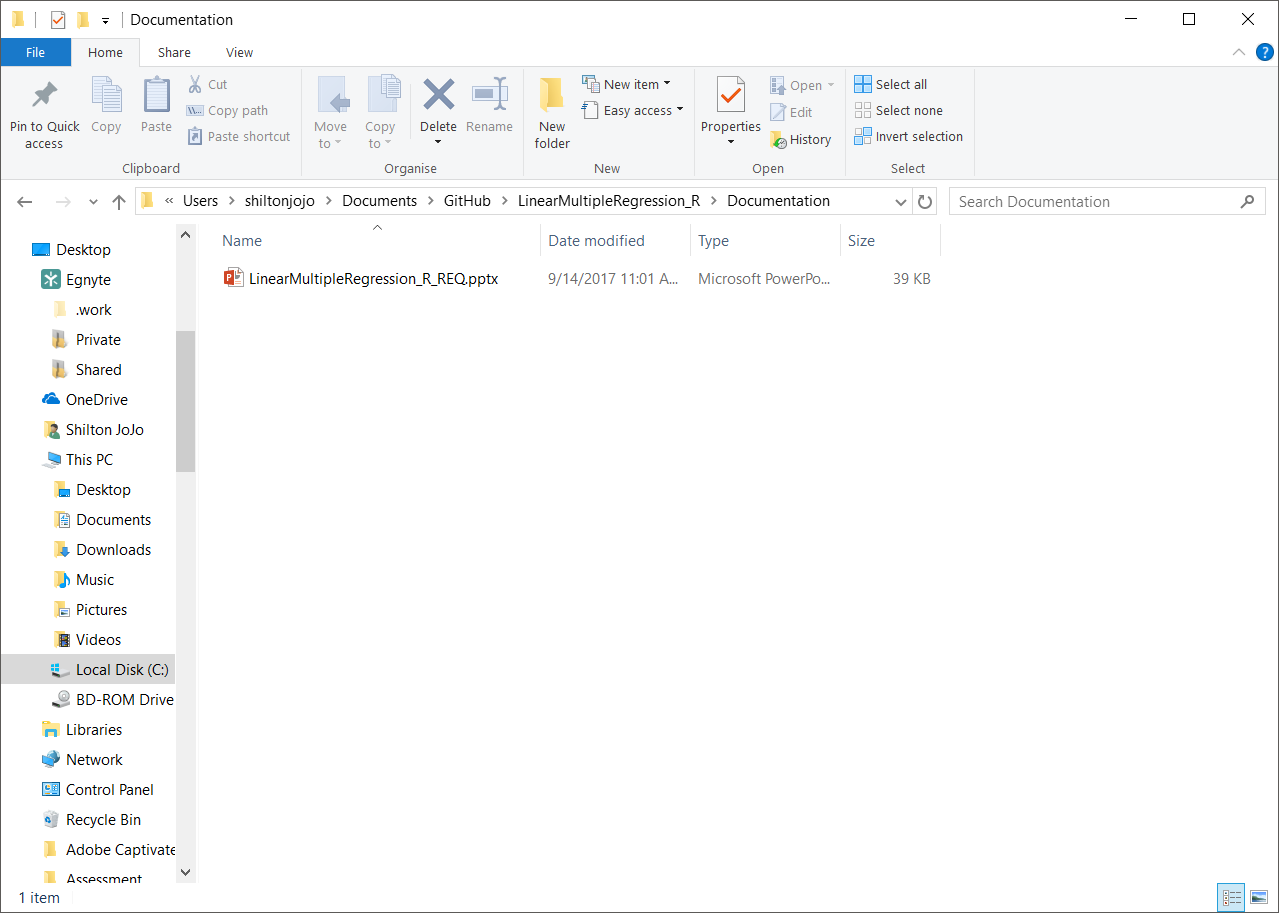 Documentation
File Home Share View
Pin to Quick access
Copy
Paste
Cut
Copy path
Paste shortcut
Clipboard
Move to
Copy to
Delete
Rename
Organise
New folder
New item
Easy access
New
Properties
Open
Edit
History
Open
Select all
Select none
Invert selection
Select
« Users > shiltonjojo > Documents > GitHub > LinearMultipleRegression_R > Documentation
Search Documentation
Name Date modified Type Size
LinearMultipleRegression_R_REQ.pptx 9/14/2017 11:01 A... Microsoft PowerPo... 39 KB
Desktop
Egnyte
.work
Private
Shared
OneDrive
Shilton JoJo
This PC
Desktop
Documents
Downloads
Music
Pictures
Videos
Local Disk (C:)
BD-ROM Drive
Libraries
Network
Control Panel
Recycle Bin
Adobe Captivate
Assessment
1 item